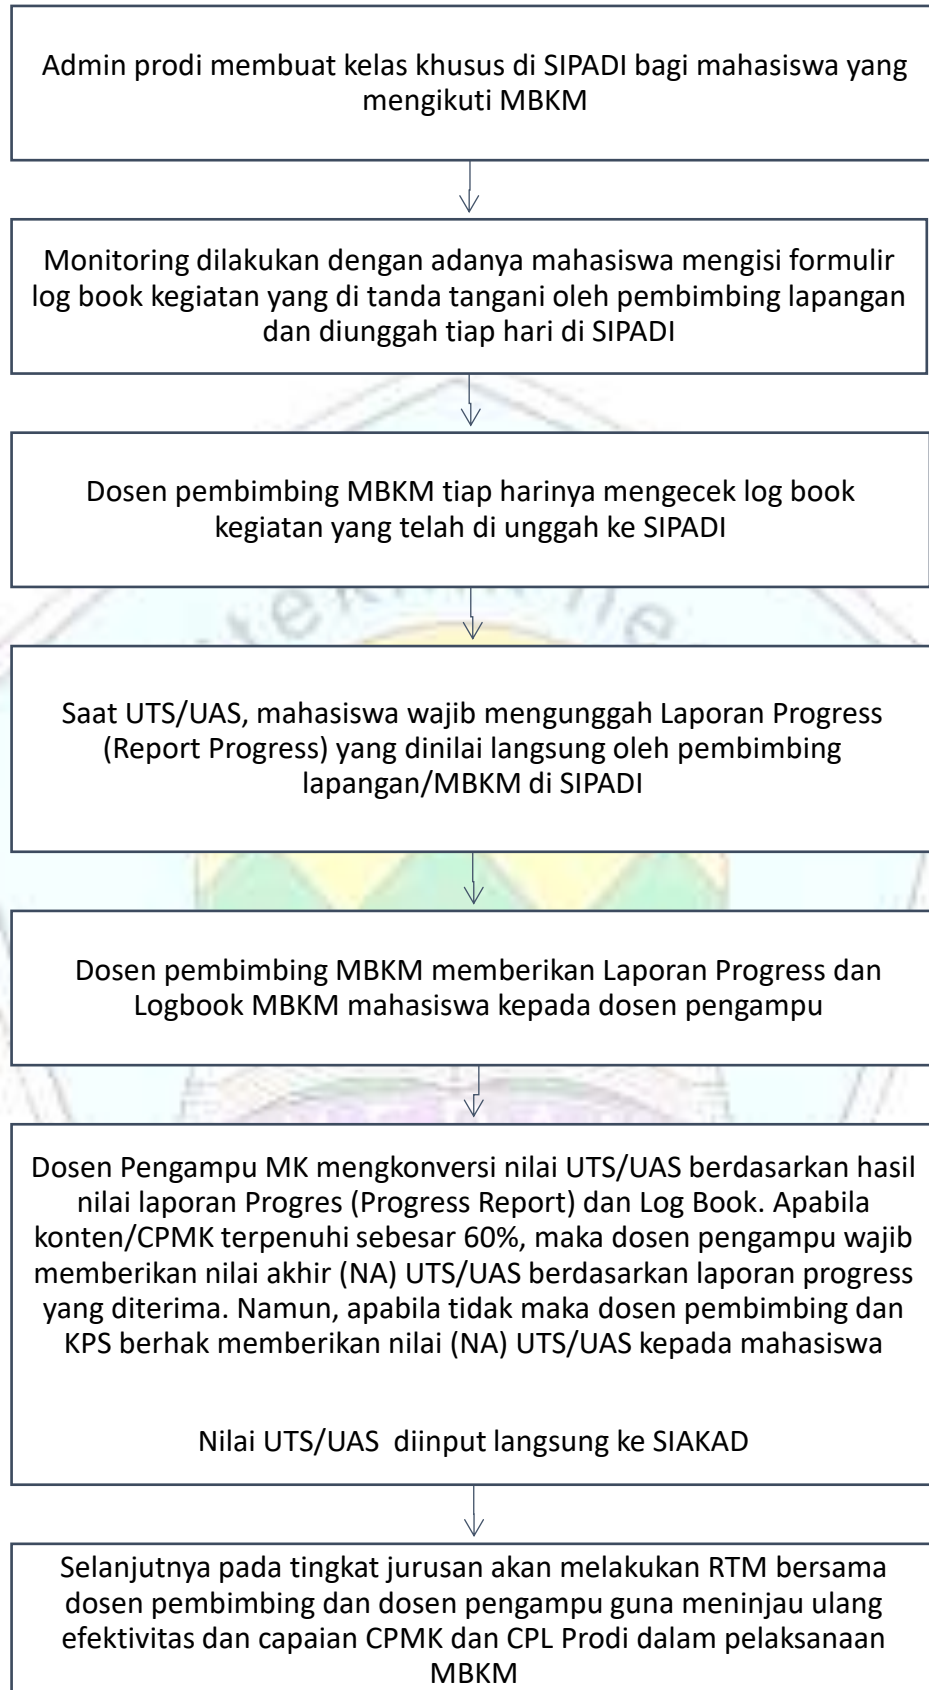 Admin prodi membuat kelas khusus di SIPADI bagi mahasiswa yang
mengikuti MBKM
Monitoring dilakukan dengan adanya mahasiswa mengisi formulir
log book kegiatan yang di tanda tangani oleh pembimbing lapangan
dan diunggah tiap hari di SIPADI
Dosen pembimbing MBKM tiap harinya mengecek log book
kegiatan yang telah di unggah ke SIPADI
Saat UTS/UAS, mahasiswa wajib mengunggah Laporan Progress
(Report Progress) yang dinilai langsung oleh pembimbing
lapangan/MBKM di SIPADI
Dosen pembimbing MBKM memberikan Laporan Progress dan
Logbook MBKM mahasiswa kepada dosen pengampu
Dosen Pengampu MK mengkonversi nilai UTS/UAS berdasarkan hasil
nilai laporan Progres (Progress Report) dan Log Book. Apabila
konten/CPMK terpenuhi sebesar 60%, maka dosen pengampu wajib
memberikan nilai akhir (NA) UTS/UAS berdasarkan laporan progress
yang diterima. Namun, apabila tidak maka dosen pembimbing dan
KPS berhak memberikan nilai (NA) UTS/UAS kepada mahasiswa
Nilai UTS/UAS  diinput langsung ke SIAKAD
Selanjutnya pada tingkat jurusan akan melakukan RTM bersama
dosen pembimbing dan dosen pengampu guna meninjau ulang
efektivitas dan capaian CPMK dan CPL Prodi dalam pelaksanaan
MBKM